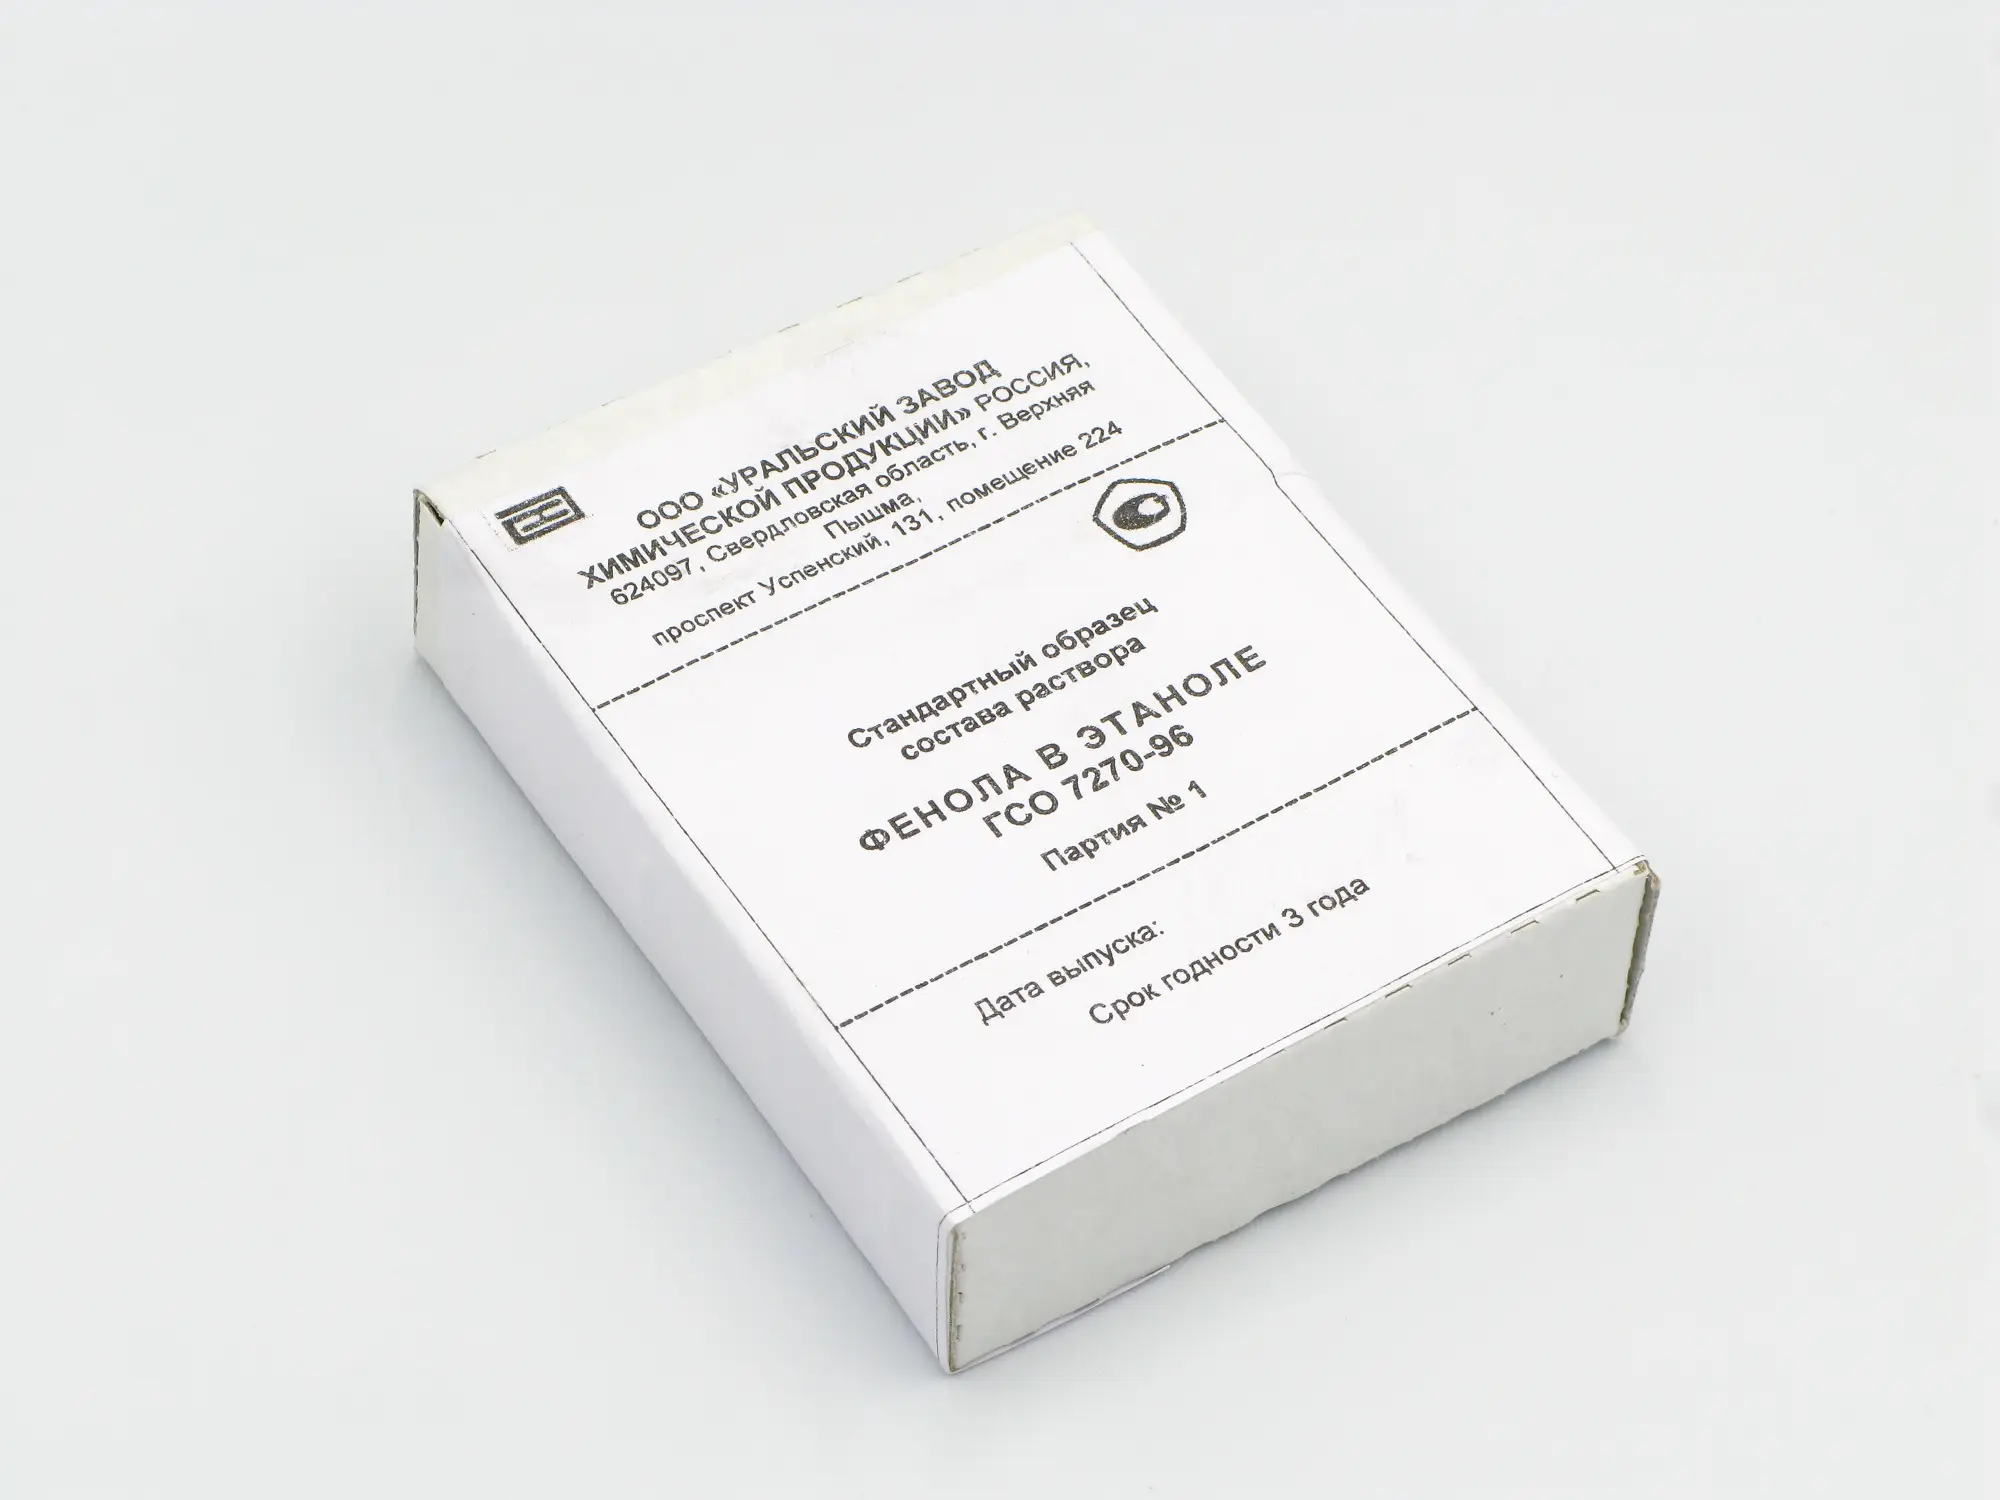 ООО «УРАЛЬСКИЙ ЗАВОД
ХИМИЧЕСКОЙ ПРОДУКЦИИ» РОССИЯ,
624097, Свердловская область, г. Верхняя
Пышма,
проспект Успенский, 131, помещение 224
Стандартный образец
состава раствора
ФЕНОЛА В ЭТАНОЛЕ
ГСО 7270-96
Партия № 1
Дата выпуска:
Срок годности 3 года